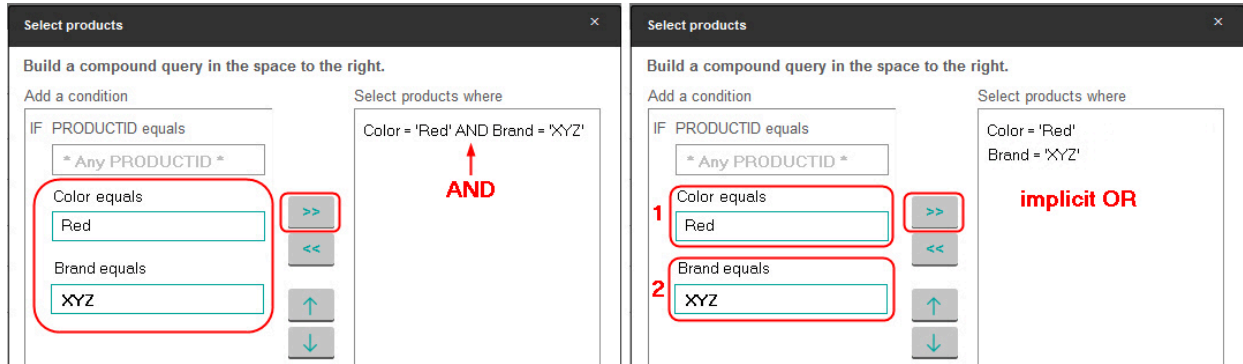 Select products ×
Build a compound query in the space to the right.
Add a condition
Select products where
IF PRODUCTID equals
* Any PRODUCTID *
Color equals
Red
Brand equals
XYZ
>>
<<
↑
↓
Color = 'Red' AND Brand = 'XYZ'
AND
Select products ×
Build a compound query in the space to the right.
Add a condition
Select products where
IF PRODUCTID equals
* Any PRODUCTID *
1
Color equals
Red
2
Brand equals
XYZ
>>
<<
↑
↓
Color = 'Red'
Brand = 'XYZ'
implicit OR